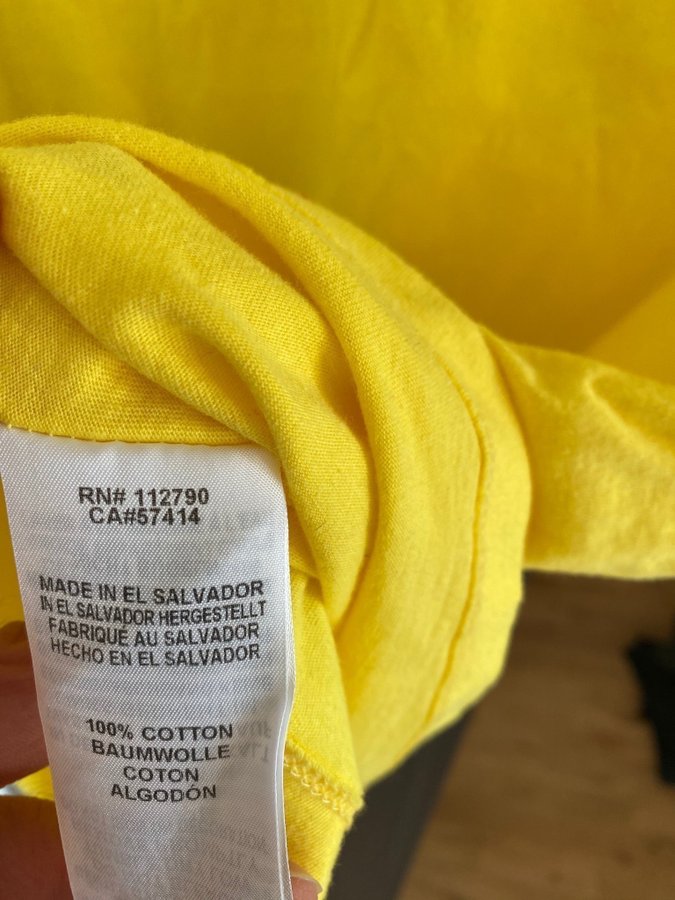 RN# 112790
CA#57414
MADE IN EL SALVADOR
IN EL SALVADOR HERGESTELLT
FABRIQUÉ AU SALVADOR
HECHO EN EL SALVADOR
100% COTTON
BAUMWOLLE
COTON
ALGODÓN